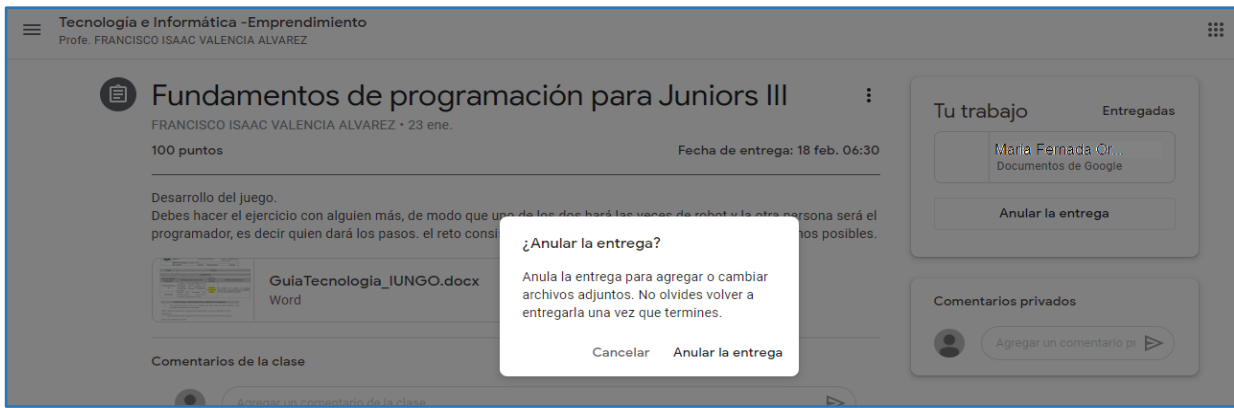 Tecnología e Informática -Emprendimiento
Profe. FRANCISCO ISAAC VALENCIA ALVAREZ
Fundamentos de programación para Juniors III
FRANCISCO ISAAC VALENCIA ALVAREZ • 23 ene.
100 puntos
Fecha de entrega: 18 feb. 06:30
Desarrollo del juego.
Debes hacer el ejercicio con alguien más, de modo que uno de los dos hará las veces de robot y la otra persona será el
programador, es decir quien dará los pasos. el reto consi
nos posibles.
GuiaTecnologia_IUNGO.docx
Word
Comentarios de la clase
Agregar un comentario de la clase
¿Anular la entrega?
Anula la entrega para agregar o cambiar
archivos adjuntos. No olvides volver a
entregarla una vez que termines.
Cancelar
Anular la entrega
Tu trabajo
Entregadas
Maria Fernada Or...
Documentos de Google
Anular la entrega
Comentarios privados
Agregar un comentario pr